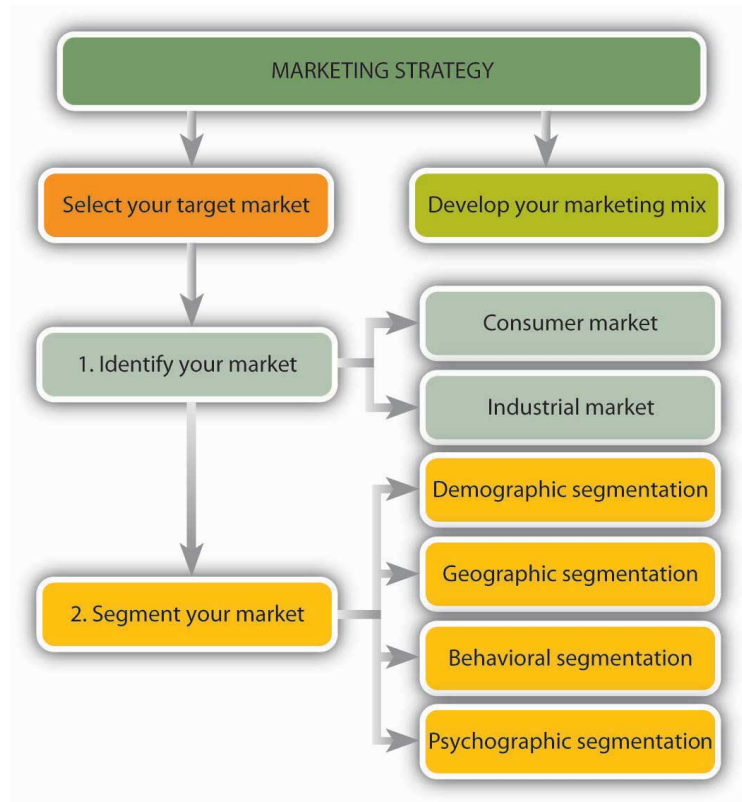 MARKETING STRATEGY
Select your target market
Develop your marketing mix
1. Identify your market
Consumer market
Industrial market
2. Segment your market
Demographic segmentation
Geographic segmentation
Behavioral segmentation
Psychographic segmentation